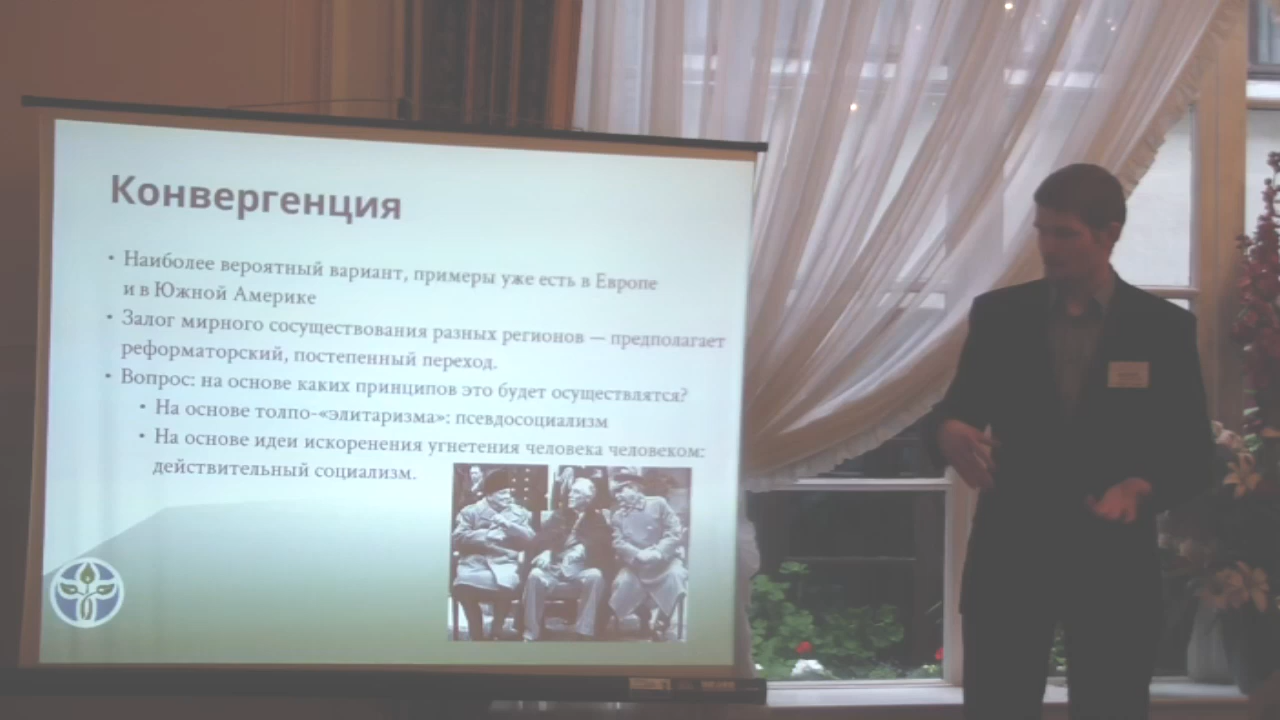 Конвергенция
• Наиболее вероятный вариант, примеры уже есть в Европе
и в Южной Америке
• Залог мирного сосуществования разных регионов — предполагает
реформаторский, постепенный переход.
• Вопрос: на основе каких принципов это будет осуществлятся?
• На основе толпо-«элитаризма»: псевдосоциализм
• На основе идеи искоренения угнетения человека человеком:
действительный социализм.